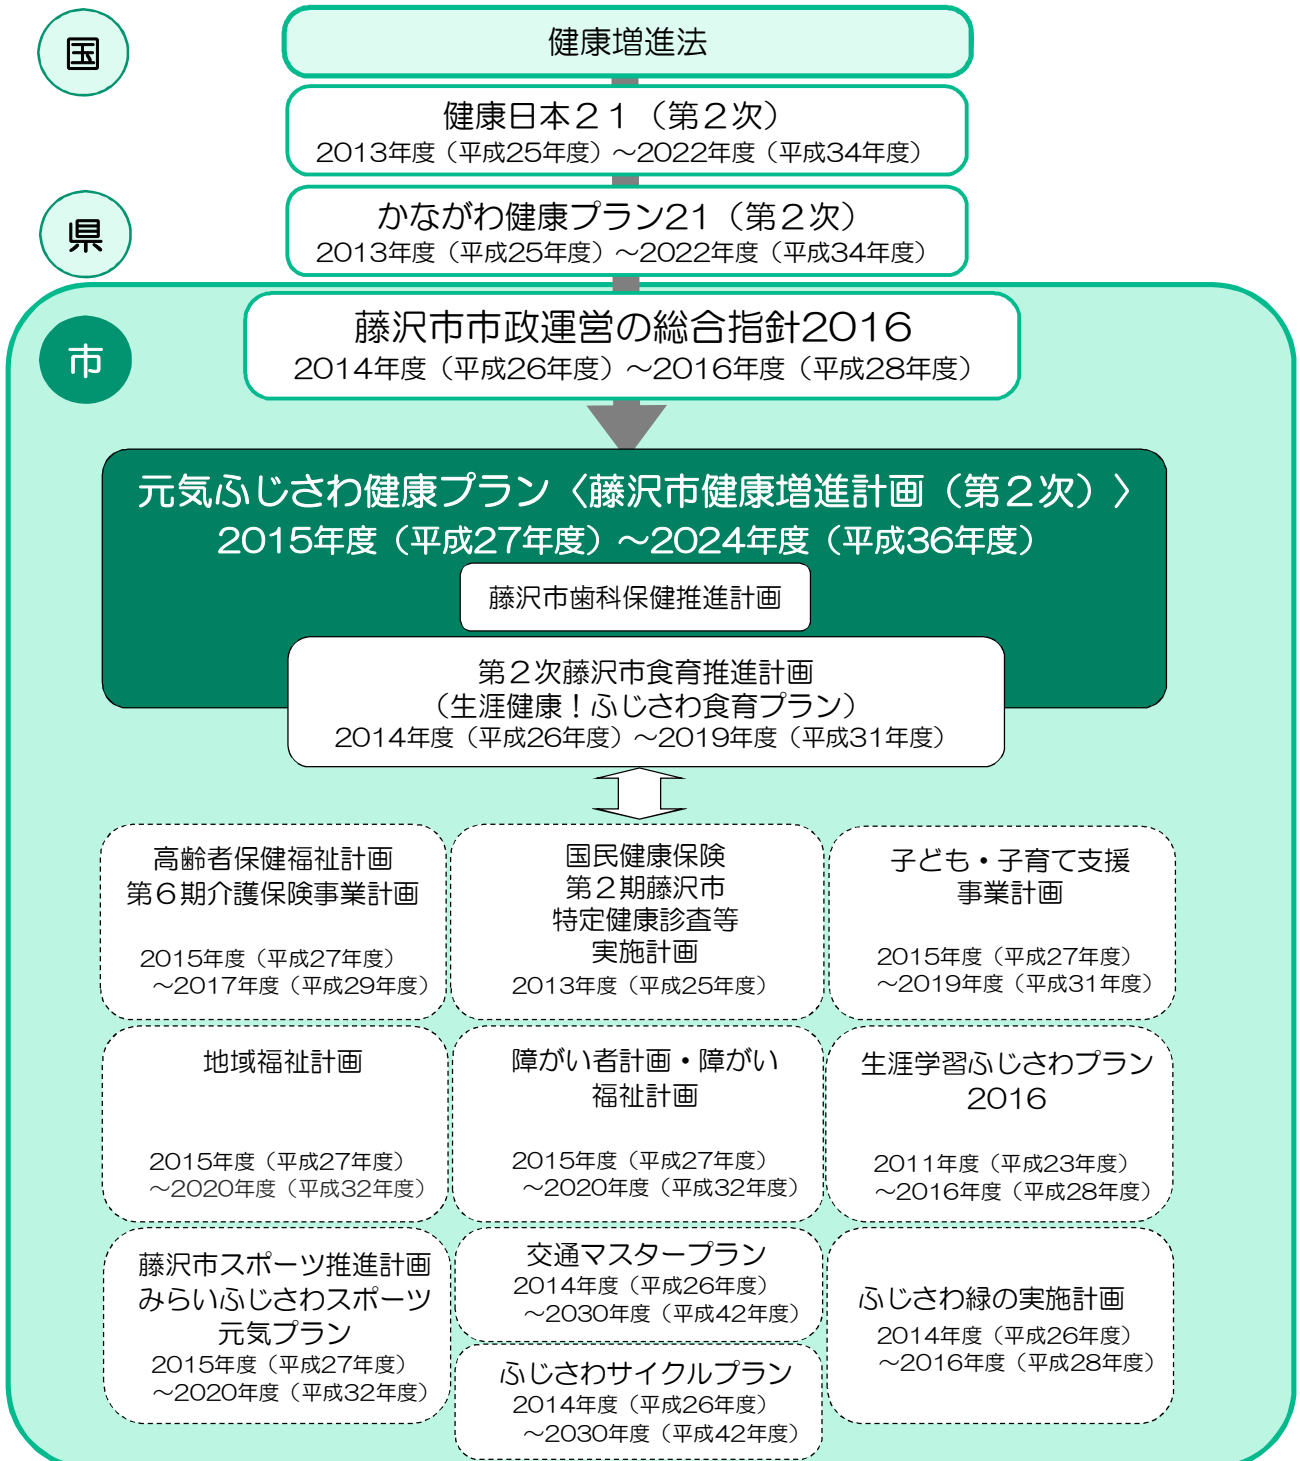 国
健康増進法
健康日本２１（第２次）
2013年度（平成25年度）～2022年度（平成34年度）
県
かながわ健康プラン21（第２次）
2013年度（平成25年度）～2022年度（平成34年度）
市
藤沢市市政運営の総合指針2016
2014年度（平成26年度）～2016年度（平成28年度）
元気ふじさわ健康プラン〈藤沢市健康増進計画（第２次）〉
2015年度（平成27年度）～2024年度（平成36年度）
藤沢市歯科保健推進計画
第２次藤沢市食育推進計画
（生涯健康！ふじさわ食育プラン）
2014年度（平成26年度）～2019年度（平成31年度）
高齢者保健福祉計画
第６期介護保険事業計画
2015年度（平成27年度）
～2017年度（平成29年度）
国民健康保険
第２期藤沢市
特定健康診査等
実施計画
2013年度（平成25年度）
子ども・子育て支援
事業計画
2015年度（平成27年度）
～2019年度（平成31年度）
地域福祉計画
2015年度（平成27年度）
～2020年度（平成32年度）
障がい者計画・障がい
福祉計画
2015年度（平成27年度）
～2020年度（平成32年度）
生涯学習ふじさわプラン
2016
2011年度（平成23年度）
～2016年度（平成28年度）
藤沢市スポーツ推進計画
みらいふじさわスポーツ
元気プラン
2015年度（平成27年度）
～2020年度（平成32年度）
交通マスタープラン
2014年度（平成26年度）
～2030年度（平成42年度）
ふじさわサイクルプラン
2014年度（平成26年度）
～2030年度（平成42年度）
ふじさわ緑の実施計画
2014年度（平成26年度）
～2016年度（平成28年度）